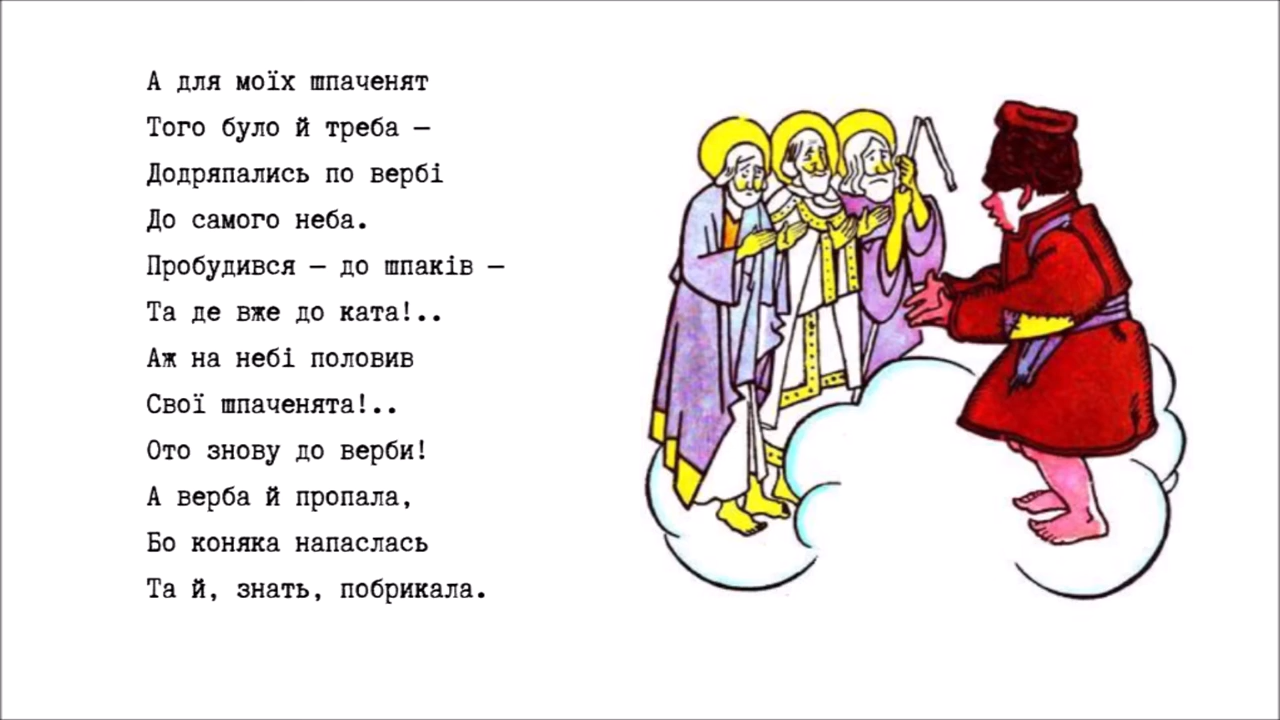 А для моїх шпаченят
Того було й треба —
Додряпались по вербі
До самого неба.
Пробудився — до шпаків —
Та де вже до ката!..
Аж на небі половив
Свої шпаченята!..
Ото знову до верби!
А верба й пропала,
Бо коняка напаслась
Та й, знать, побрикала.